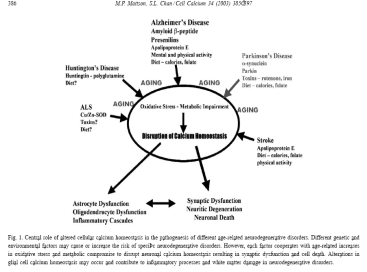 386
M.P. Mattson, S.L. Chan / Cell Calcium 34 (2003) 385–397
Alzheimer's Disease
Amyloid β-peptide
Presenilins
Apolipoprotein E
Mental and physical activity
Diet – calories, folate
Parkinson's Disease
α-synuclein
Parkin
Toxins – rotenone, iron
Diet – calories, folate
Huntington's Disease
Huntingtin - polyglutamine
Diet?
AGING
AGING
AGING
ALS
Cu/Zn-SOD
Toxins?
Diet?
AGING
Oxidative Stress - Metabolic Impairment
AGING
Disruption of Calcium Homeostasis
Stroke
Apolipoprotein E
Diet – calories, folate
physical activity
Astrocyte Dysfunction
Oligodendrocyte Dysfunction
Inflammatory Cascades
Synaptic Dysfunction
Neuritic Degeneration
Neuronal Death
Fig. 1. Central role of altered cellular calcium homeostasis in the pathogenesis of different age-related neurodegenerative disorders. Different genetic and
environmental factors may cause or increase the risk of specific neurodegenerative disorders. However, each factor cooperates with age-related increases
in oxidative stress and metabolic compromise to disrupt neuronal calcium homeostasis resulting in synaptic dysfunction and cell death. Alterations in
glial cell calcium homeostasis may occur and contribute to inflammatory processes and white matter damage in neurodegenerative disorders.